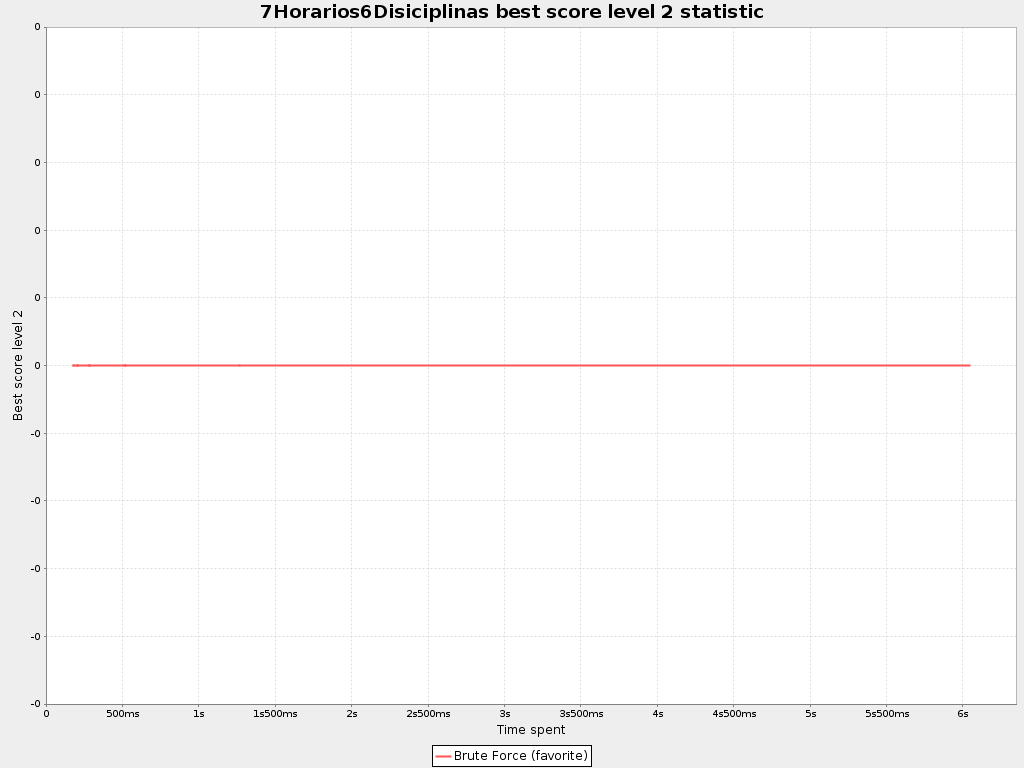 7Horarios6Disiciplinas best score level 2 statistic
Best score level 2
0
0
0
0
0
0
-0
-0
-0
-0
-0
0 500ms 1s 1s500ms 2s 2s500ms 3s 3s500ms 4s 4s500ms 5s 5s500ms 6s
Time spent
Brute Force (favorite)